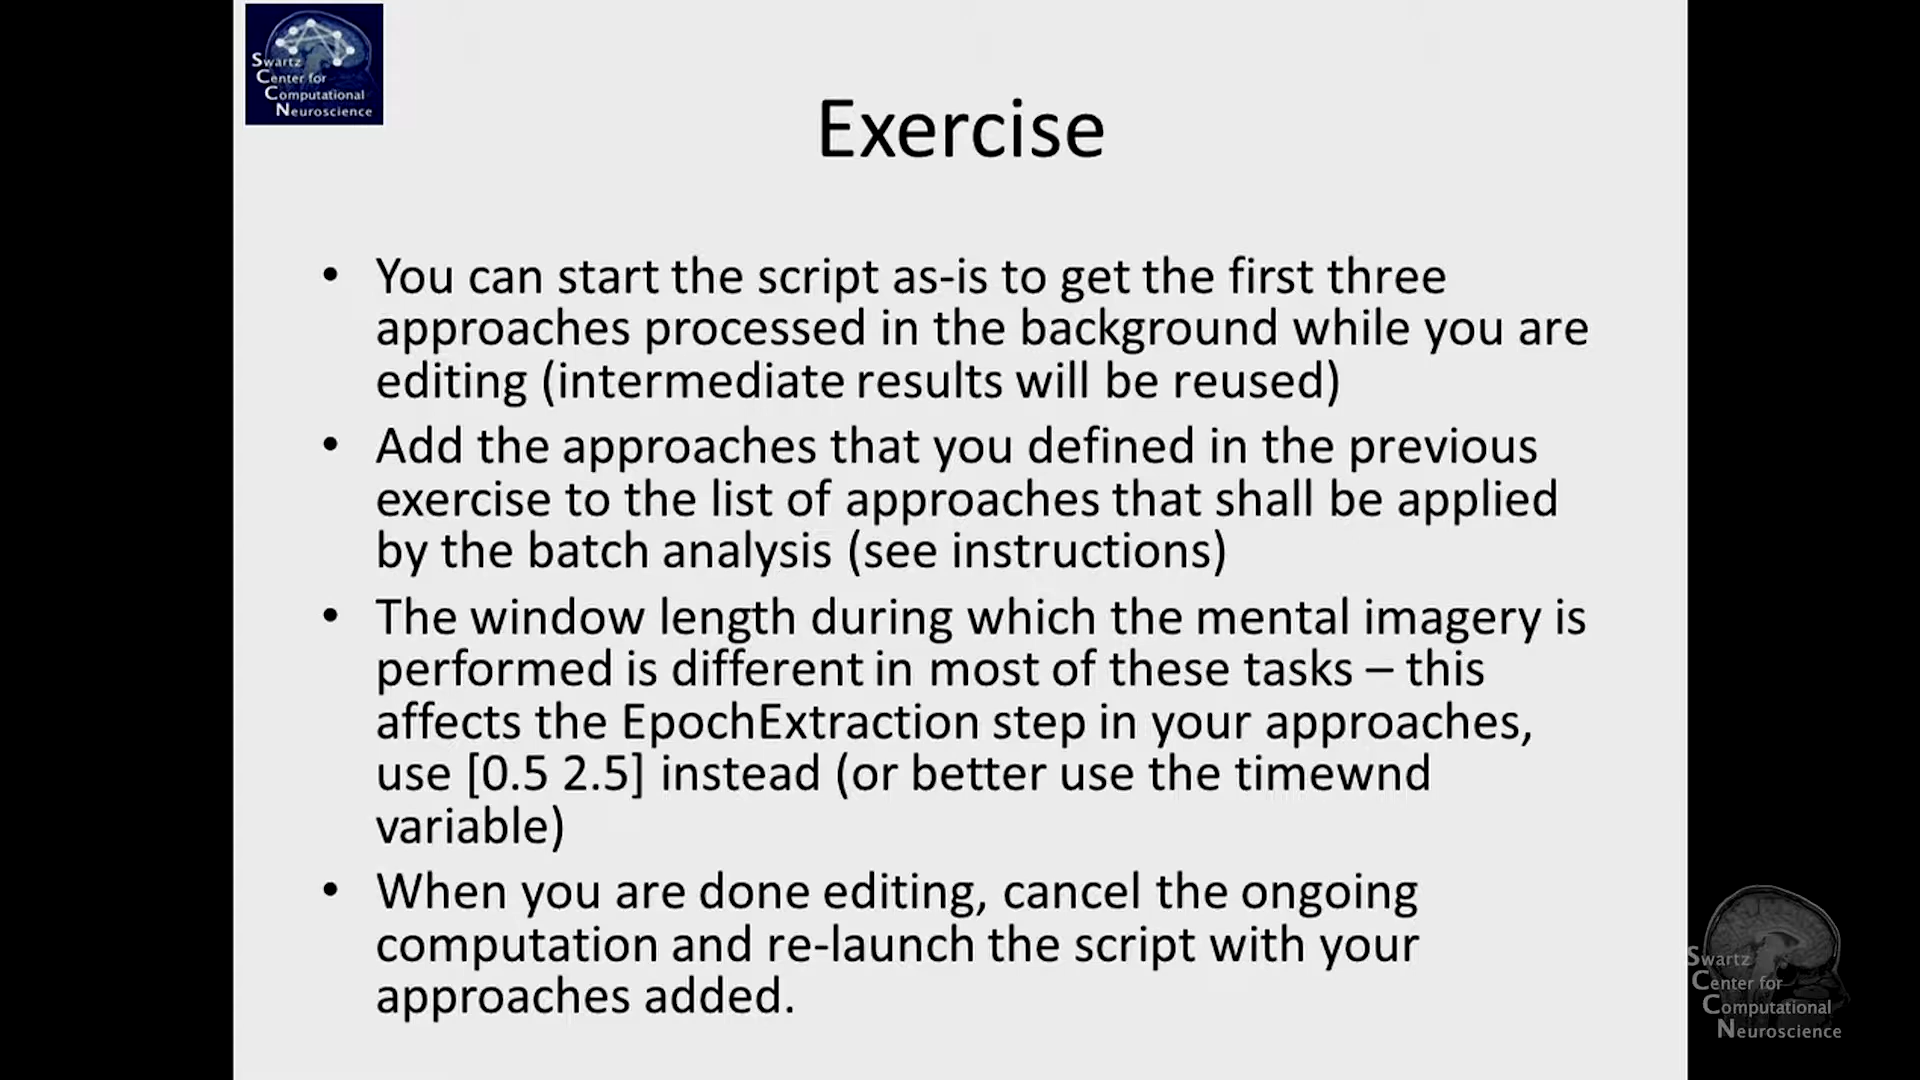 Swartz
Center for
Computational
Neuroscience
Exercise
• You can start the script as-is to get the first three
approaches processed in the background while you are
editing (intermediate results will be reused)
• Add the approaches that you defined in the previous
exercise to the list of approaches that shall be applied
by the batch analysis (see instructions)
• The window length during which the mental imagery is
performed is different in most of these tasks – this
affects the EpochExtraction step in your approaches,
use [0.5 2.5] instead (or better use the timewnd
variable)
• When you are done editing, cancel the ongoing
computation and re-launch the script with your
approaches added.
Swartz
Center for
Computational
Neuroscience